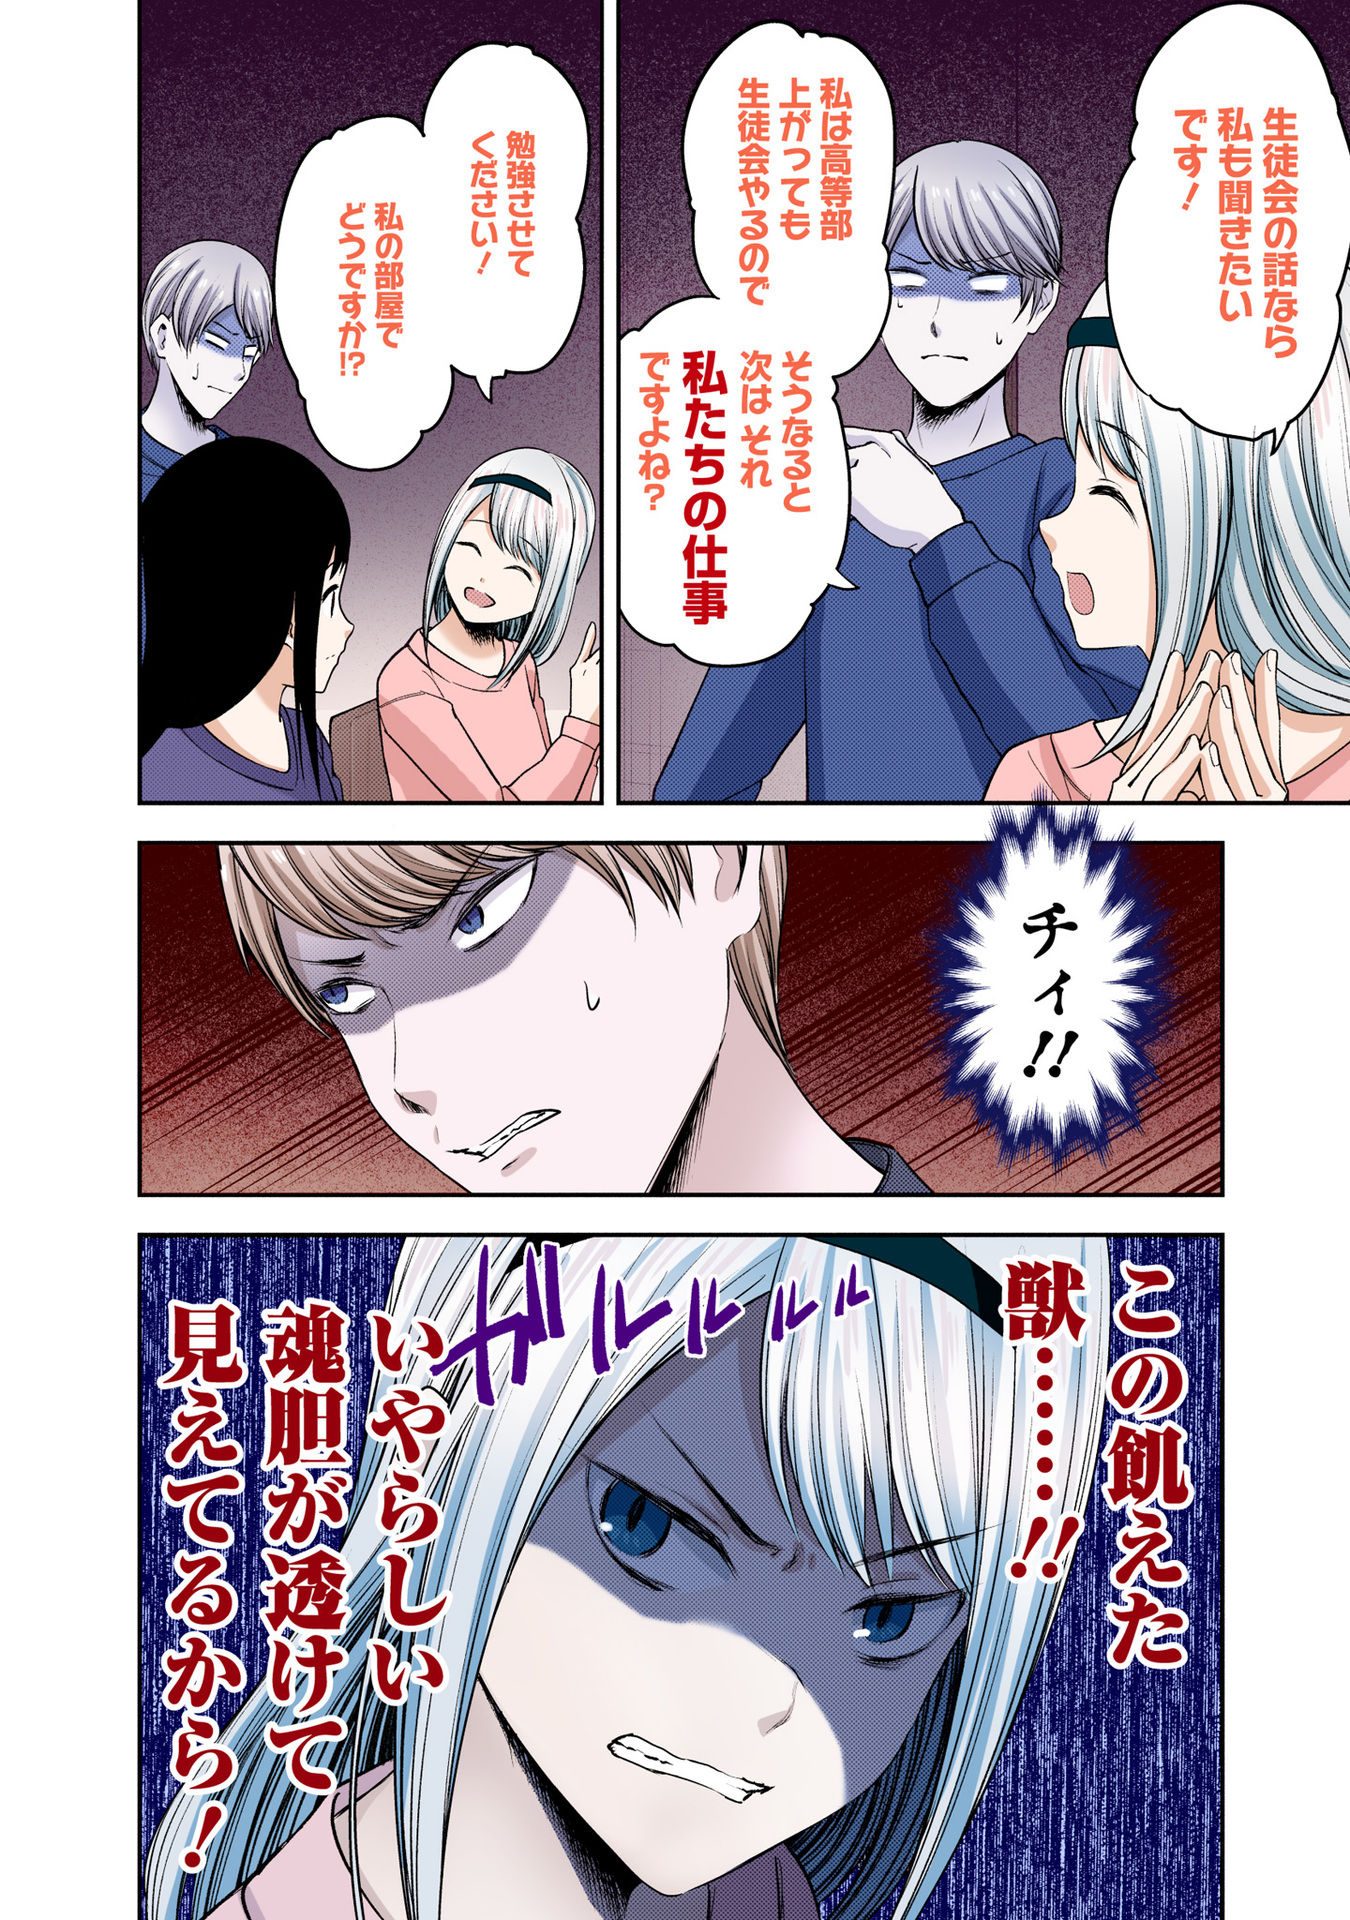 生徒会の話なら
私も聞きたい
です!
私は高等部
上がっても
生徒会やるので
そうなると
次は それ
私たちの仕事
ですよね?
勉強させて
ください!
私の部屋で
どうですか!?
チィ!!
この飢えた
獣………!!
ガルルルル
いやらしい
魂胆が透けて
見えてるから!